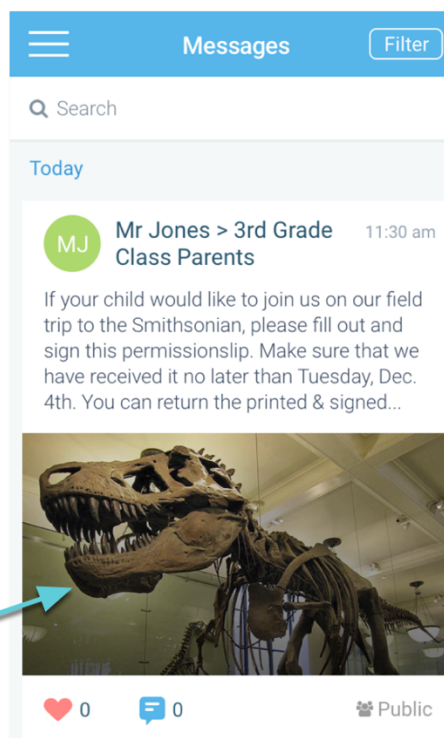 Messages
Filter
Search
Today
MJ
Mr Jones > 3rd Grade
Class Parents
11:30 am
If your child would like to join us on our field
trip to the Smithsonian, please fill out and
sign this permissionslip. Make sure that we
have received it no later than Tuesday, Dec.
4th. You can return the printed & signed...
0
0
Public